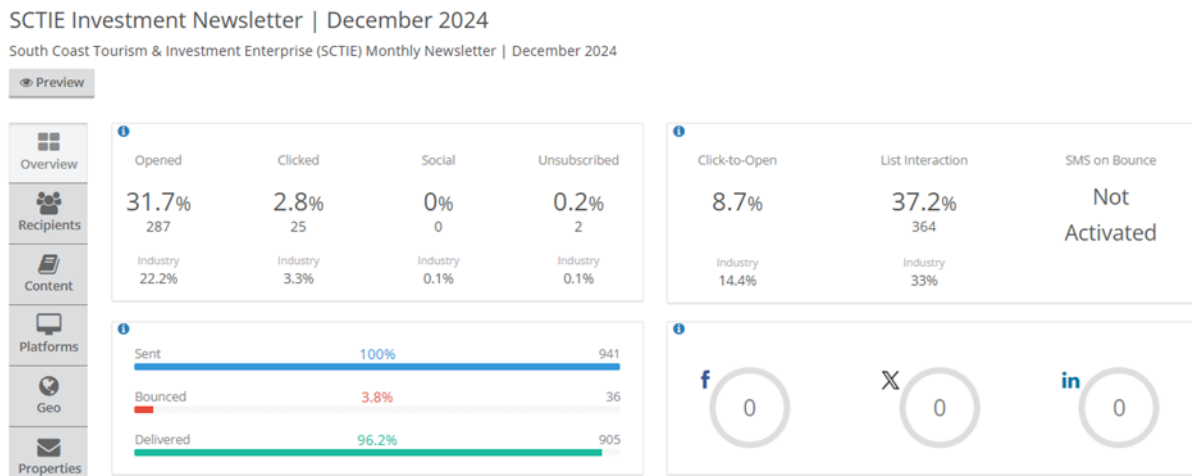 SCTIE Investment Newsletter | December 2024
South Coast Tourism & Investment Enterprise (SCTIE) Monthly Newsletter | December 2024
Preview
Overview
Recipients
Content
Platforms
Geo
Properties
Opened Clicked Social Unsubscribed
31.7% 2.8% 0% 0.2%
287 25 0 2
Industry Industry Industry Industry
22.2% 3.3% 0.1% 0.1%
Click-to-Open List Interaction SMS on Bounce
8.7% 37.2% Not
364 Activated
Industry Industry
14.4% 33%
Sent 100% 941
Bounced 3.8% 36
Delivered 96.2% 905
f X in
0 0 0